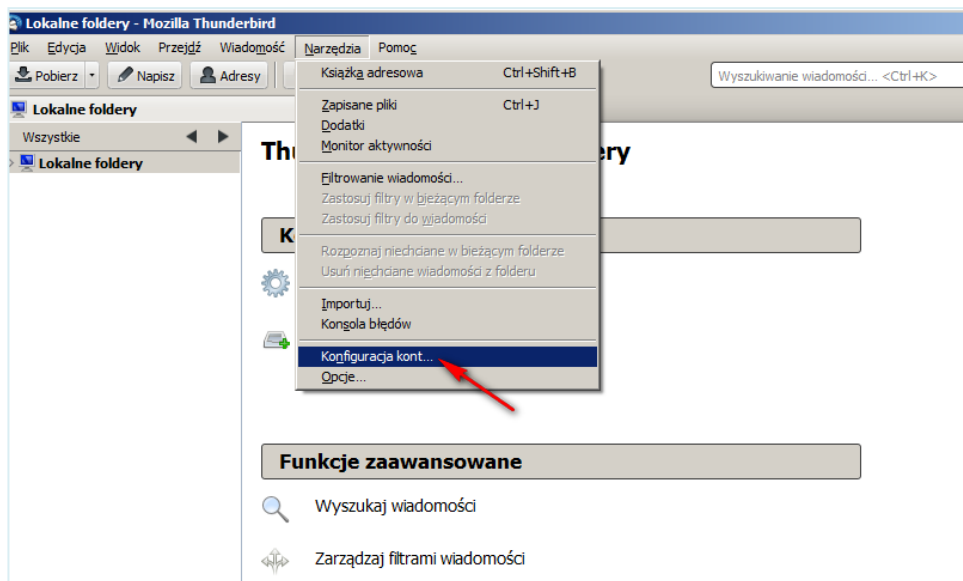 Lokalne foldery - Mozilla Thunderbird
Plik Edycja Widok Przejdź Wiadomość Narzędzia Pomoc
Pobierz Napisz Adresy Wyszukiwanie wiadomości... <Ctrl+K>
Lokalne foldery
Wszystkie
Lokalne foldery
Książka adresowa Ctrl+Shift+B
Zapisane pliki Ctrl+J
Dodatki
Monitor aktywności
Filtrowanie wiadomości...
Zastosuj filtry w bieżącym folderze
Zastosuj filtry do wiadomości
Rozpoznaj niechciane w bieżącym folderze
Usuń niechciane wiadomości z folderu
Importuj...
Konsola błędów
Konfiguracja kont...
Opcje...
Funkcje zaawansowane
Wyszukaj wiadomości
Zarządzaj filtrami wiadomości